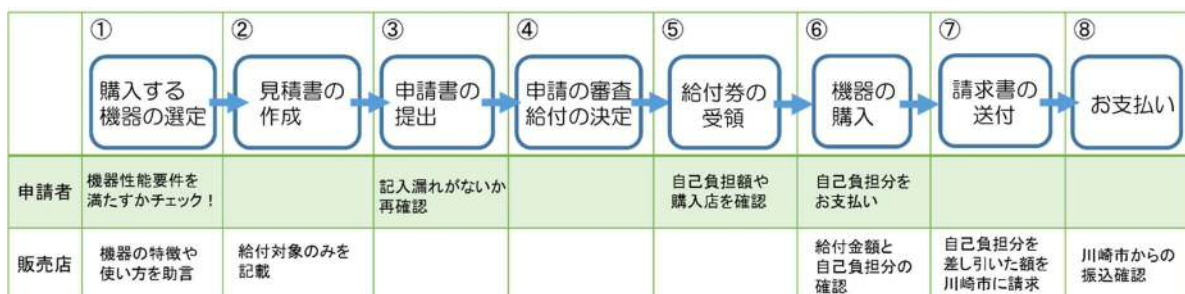 ①
購入する
機器の選定
②
見積書の
作成
③
申請書の
提出
④
申請の審査
給付の決定
⑤
給付券の
受領
⑥
機器の
購入
⑦
請求書の
送付
⑧
お支払い
申請者
機器性能要件を
満たすかチェック！
記入漏れがないか
再確認
自己負担額や
購入店を確認
自己負担分を
お支払い
販売店
機器の特徴や
使い方を助言
給付対象のみを
記載
給付金額と
自己負担分の
確認
自己負担分を
差し引いた額を
川崎市に請求
川崎市からの
振込確認